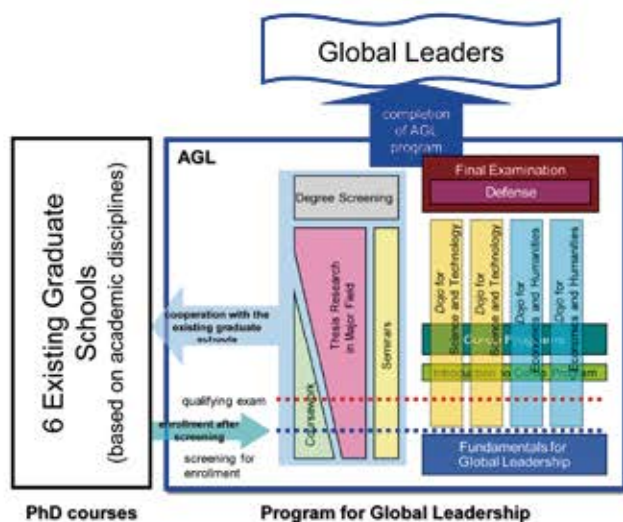 Global Leaders
completion
of AGL
program
AGL
6 Existing Graduate
Schools
(based on academic disciplines)
Degree Screening
Final Examination
Defense
Thesis Research
in Major Field
Seminars
Coursework
Dojo for
Science and Technology
Dojo for
Science and Technology
Dojo for
Economics and Humanities
Dojo for
Economics and Humanities
cooperation with the
existing graduate
schools
Introduction to
Program
qualifying exam
enrollment after
screening
screening for
enrollment
Fundamentals for
Global Leadership
PhD courses
Program for Global Leadership